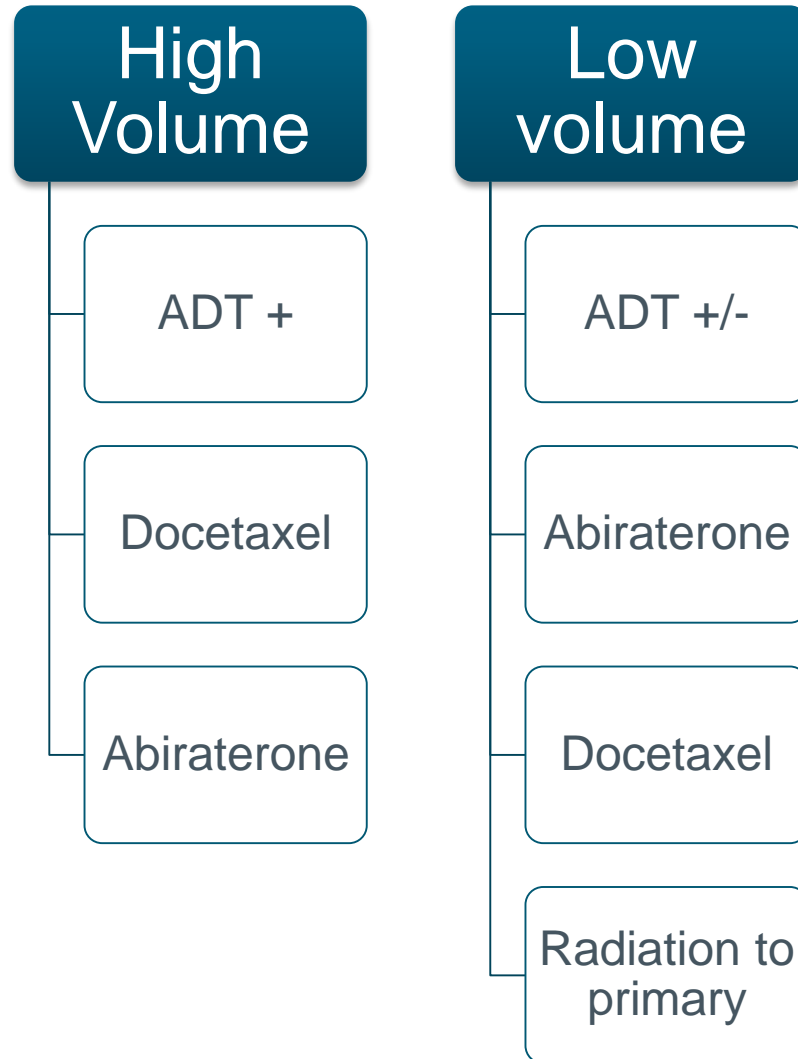 High
Volume
ADT +
Docetaxel
Abiraterone
Low
volume
ADT +/-
Abiraterone
Docetaxel
Radiation to
primary